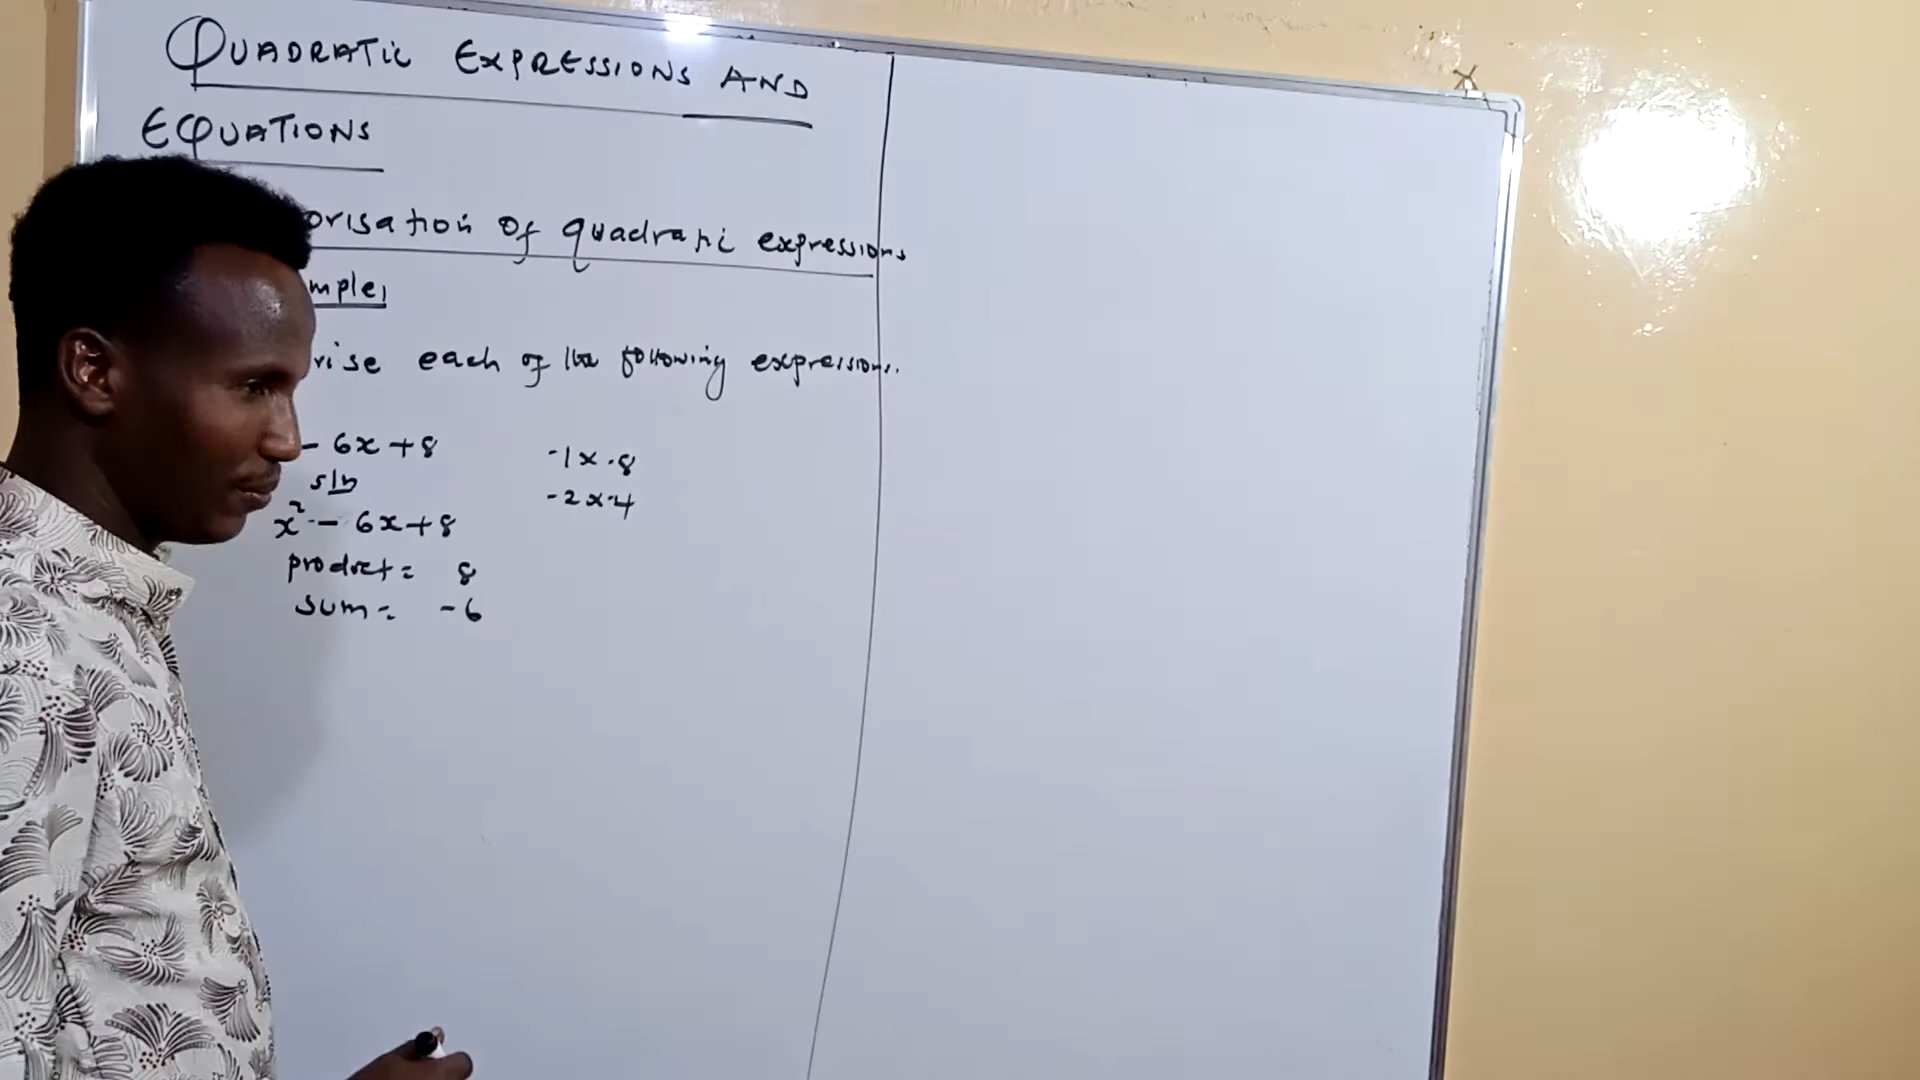 QUADRATIC EXPRESSIONS AND
EQUATIONS
orisation of quadratic expressions
mple,
rise each of the following expressions.
- 6x + 8
sln
x² - 6x + 8
product = 8
sum = -6
-1 x -8
-2 x -4